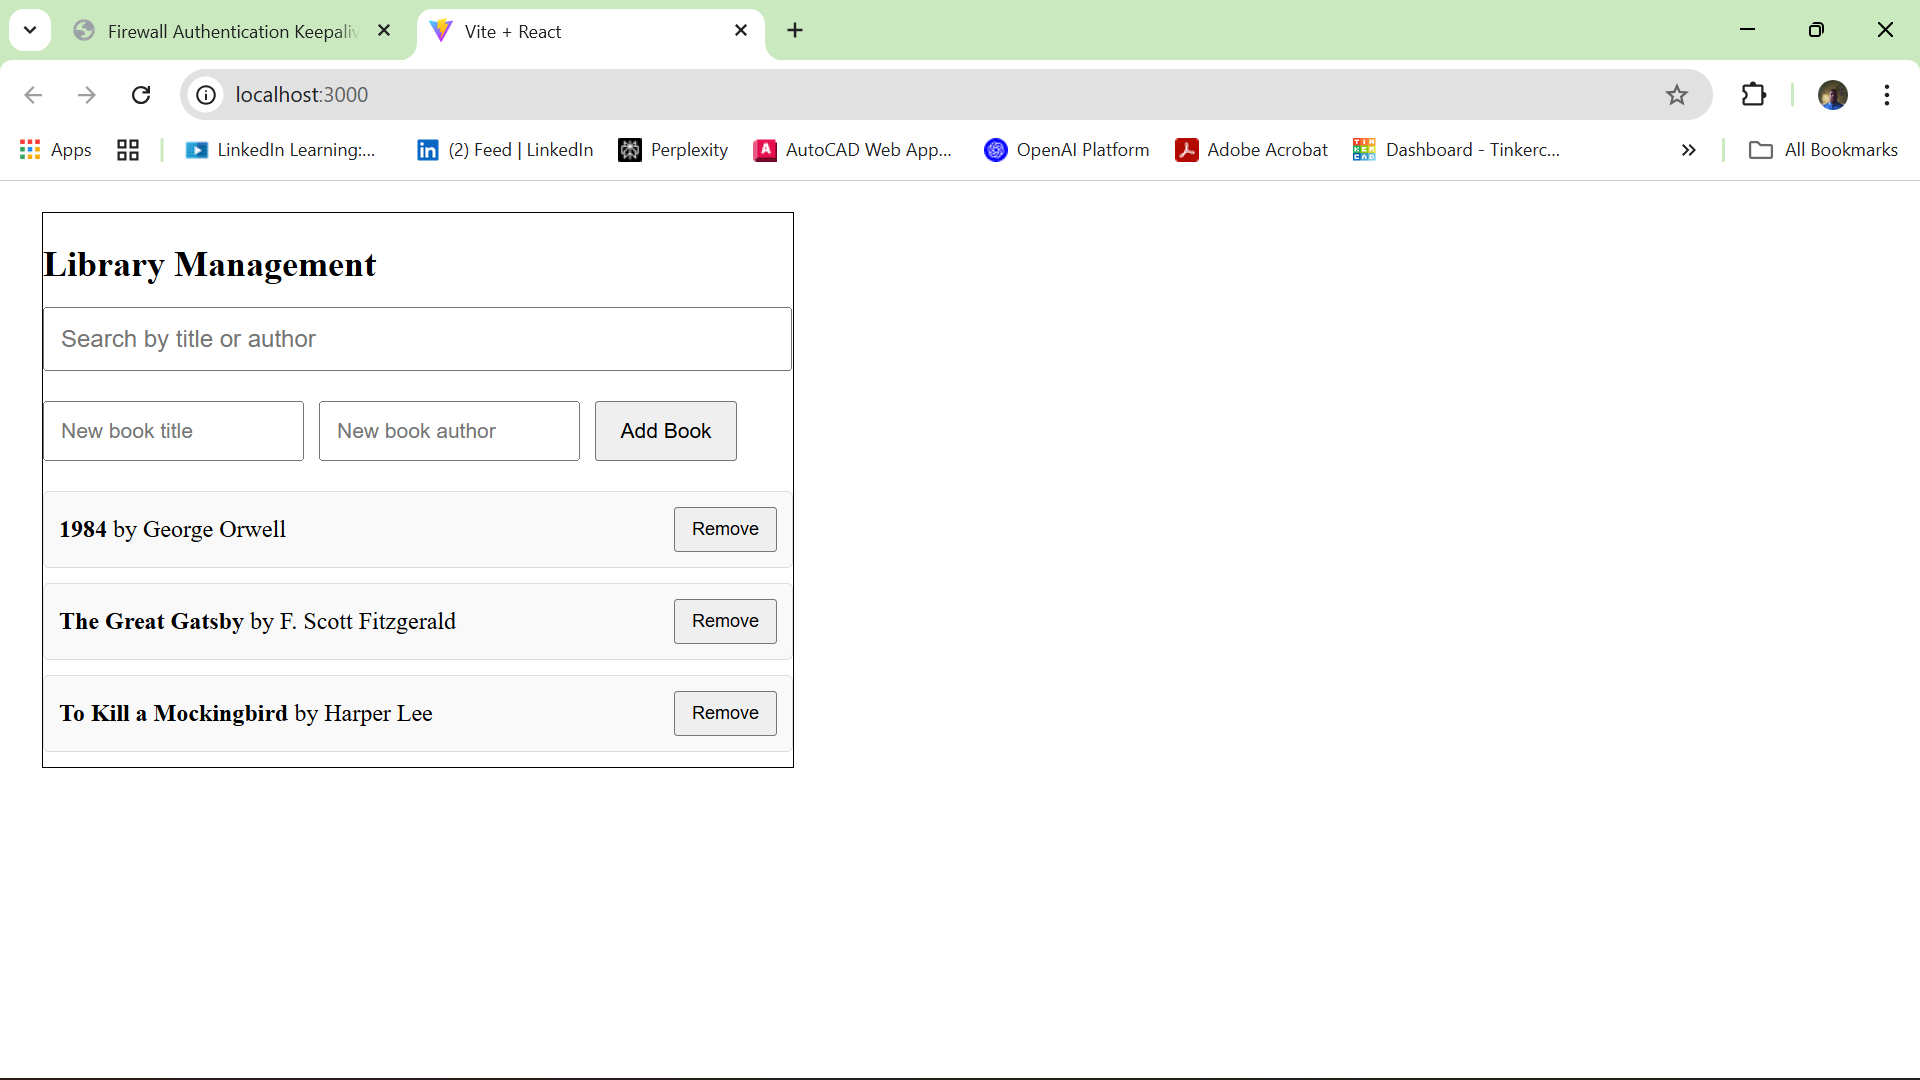 Firewall Authentication Keepaliv
Vite + React
localhost:3000
Apps
LinkedIn Learning:...
(2) Feed | LinkedIn
Perplexity
AutoCAD Web App...
OpenAI Platform
Adobe Acrobat
Dashboard - Tinkerc...
All Bookmarks
Library Management
Search by title or author
New book title
New book author
Add Book
1984 by George Orwell
Remove
The Great Gatsby by F. Scott Fitzgerald
Remove
To Kill a Mockingbird by Harper Lee
Remove